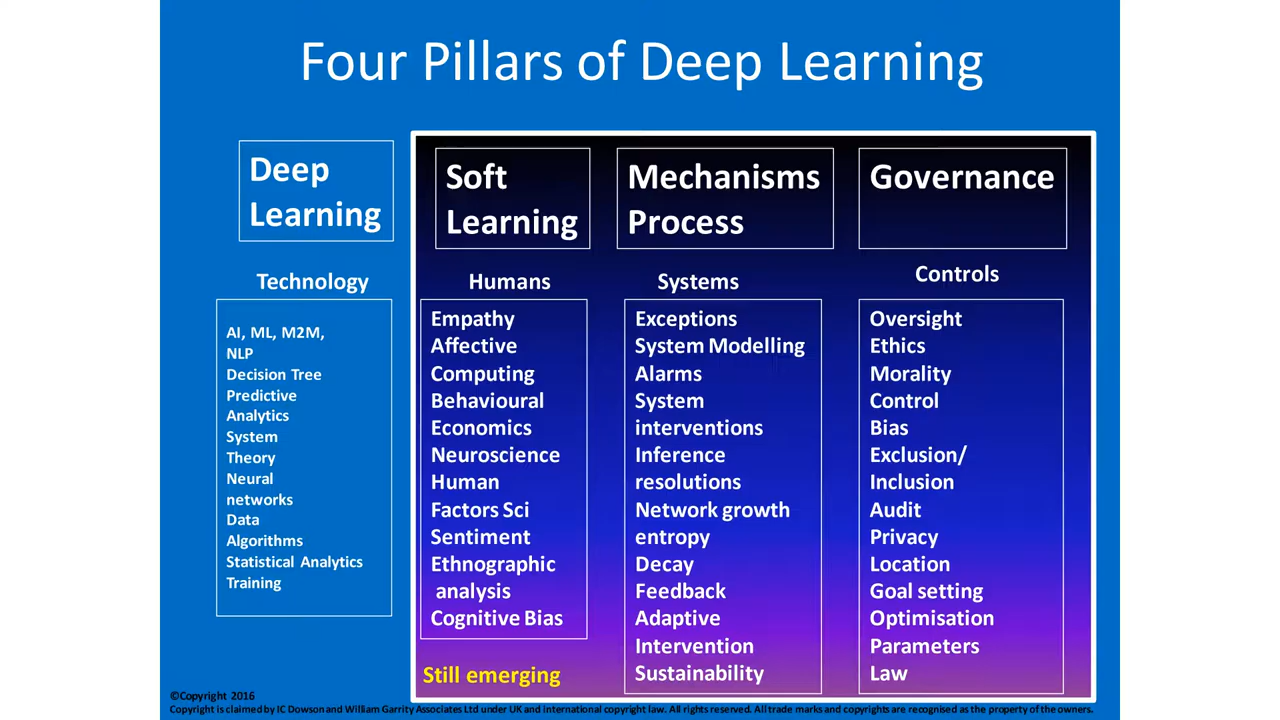 Four Pillars of Deep Learning
Deep
Learning
Technology
AI, ML, M2M,
NLP
Decision Tree
Predictive
Analytics
System
Theory
Neural
networks
Data
Algorithms
Statistical Analytics
Training
Soft
Learning
Humans
Empathy
Affective
Computing
Behavioural
Economics
Neuroscience
Human
Factors Sci
Sentiment
Ethnographic
analysis
Cognitive Bias
Still emerging
Mechanisms
Process
Systems
Exceptions
System Modelling
Alarms
System
interventions
Inference
resolutions
Network growth
entropy
Decay
Feedback
Adaptive
Intervention
Sustainability
Governance
Controls
Oversight
Ethics
Morality
Control
Bias
Exclusion/
Inclusion
Audit
Privacy
Location
Goal setting
Optimisation
Parameters
Law
©Copyright 2016
Copyright is claimed by IC Dowson and William Garrity Associates Ltd under UK and international copyright law. All rights reserved. All trade marks and copyrights are recognised as the property of the owners.